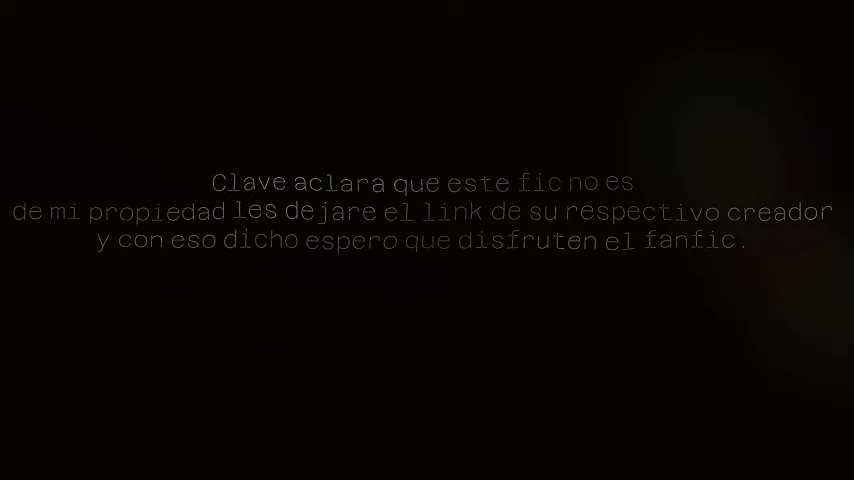 Clave aclara que este fic no es
de mi propiedad les dejare el link de su respectivo creador
y con eso dicho espero que disfruten el fanfic.